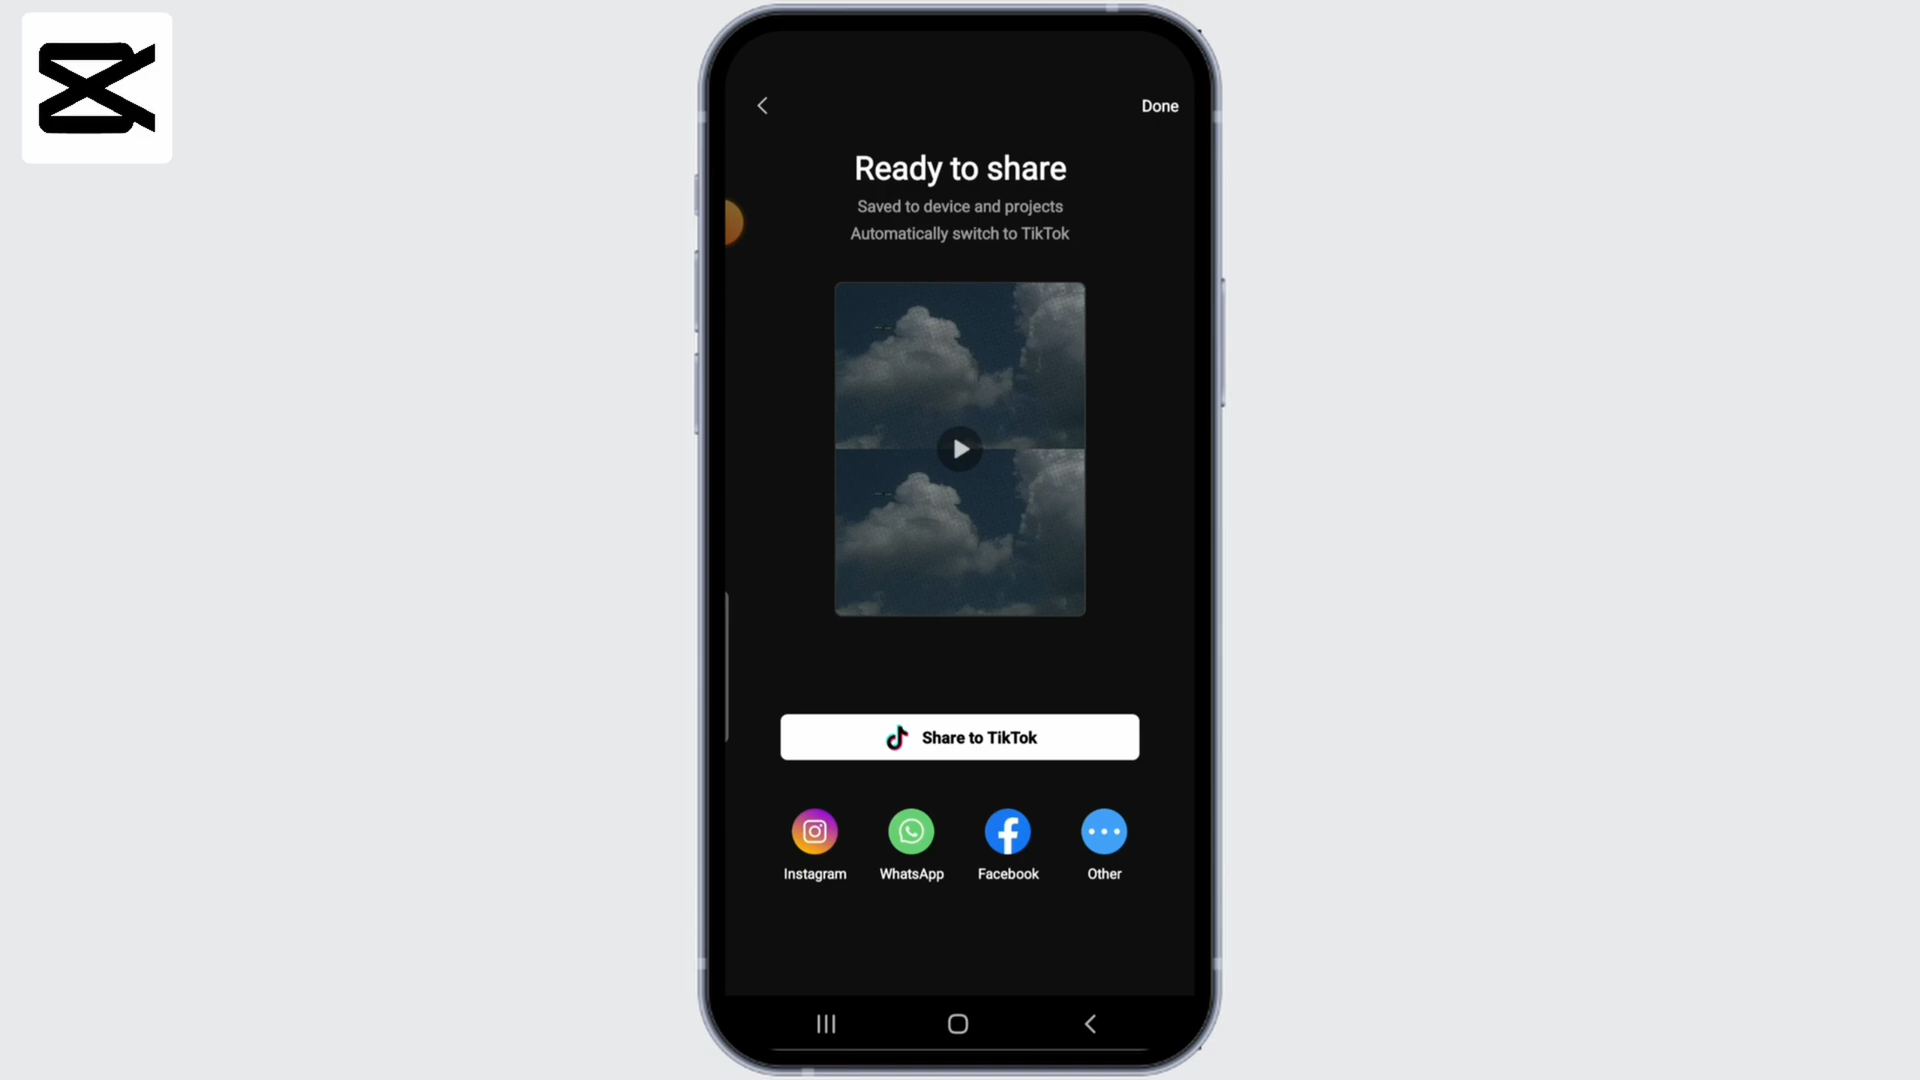 Done
Ready to share
Saved to device and projects
Automatically switch to TikTok
Share to TikTok
Instagram
WhatsApp
Facebook
Other